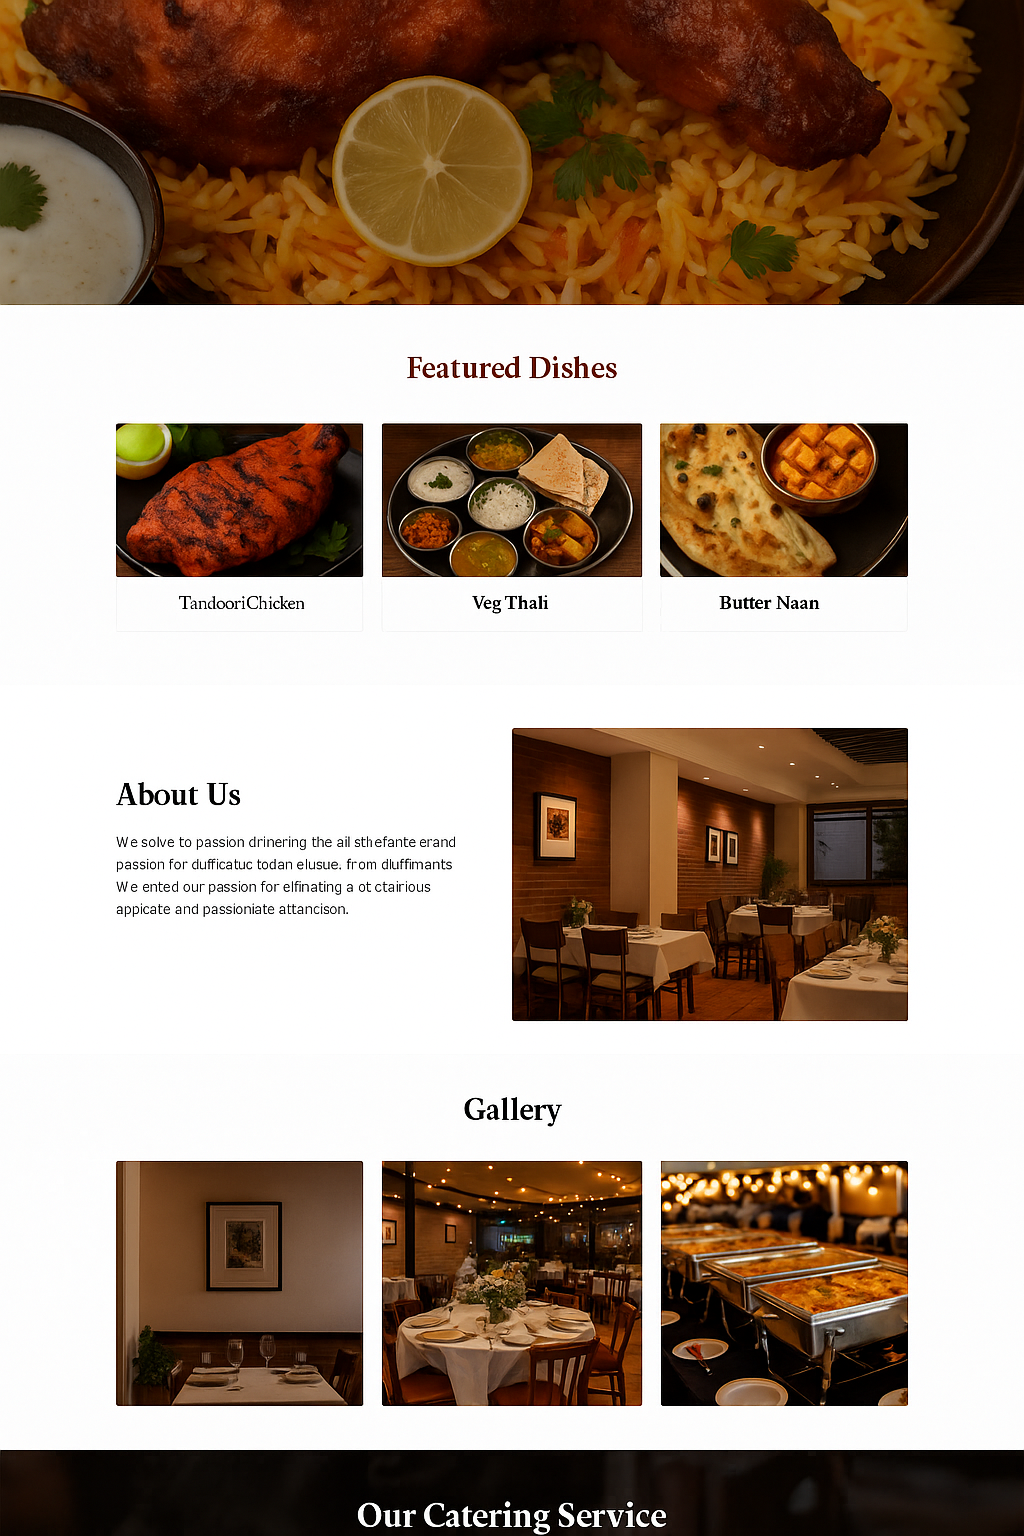 Featured Dishes
TandooriChicken
Veg Thali
Butter Naan
About Us
We solve to passion drinering the ail sthefante erand
passion for dufficatuc todan elusue. from dluffimants
We ented our passion for elfinating a ot ctairious
appicate and passioniate attancison.
Gallery
Our Catering Service